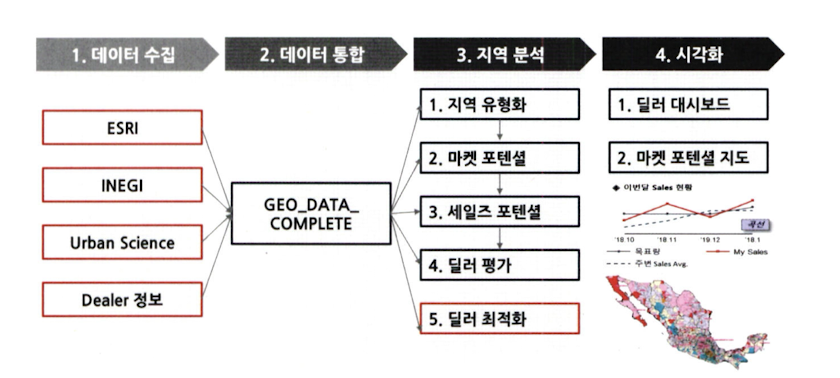 1. 데이터 수집
2. 데이터 통합
3. 지역 분석
4. 시각화
ESRI
INEGI
Urban Science
Dealer 정보
GEO_DATA_
COMPLETE
1. 지역 유형화
2. 마켓 포텐셜
3. 세일즈 포텐셜
4. 딜러 평가
5. 딜러 최적화
1. 딜러 대시보드
2. 마켓 포텐셜 지도
◆ 이번달 Sales 현황
곡선
'18.10 '18.11 '19.12 '18.1
목표량 My Sales
주변 Sales Avg.